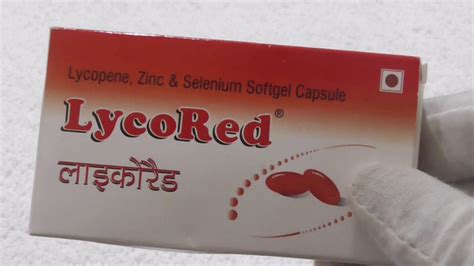 Lycopene, Zinc & Selenium Softgel Capsule
LycoRed®
लाइकोरैड